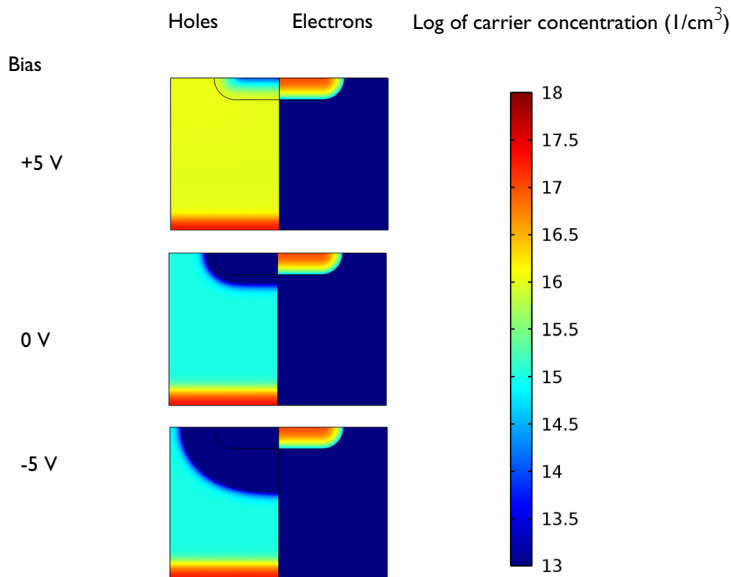 Holes Electrons Log of carrier concentration (1/cm³)
Bias
+5 V
0 V
-5 V
18
17.5
17
16.5
16
15.5
15
14.5
14
13.5
13